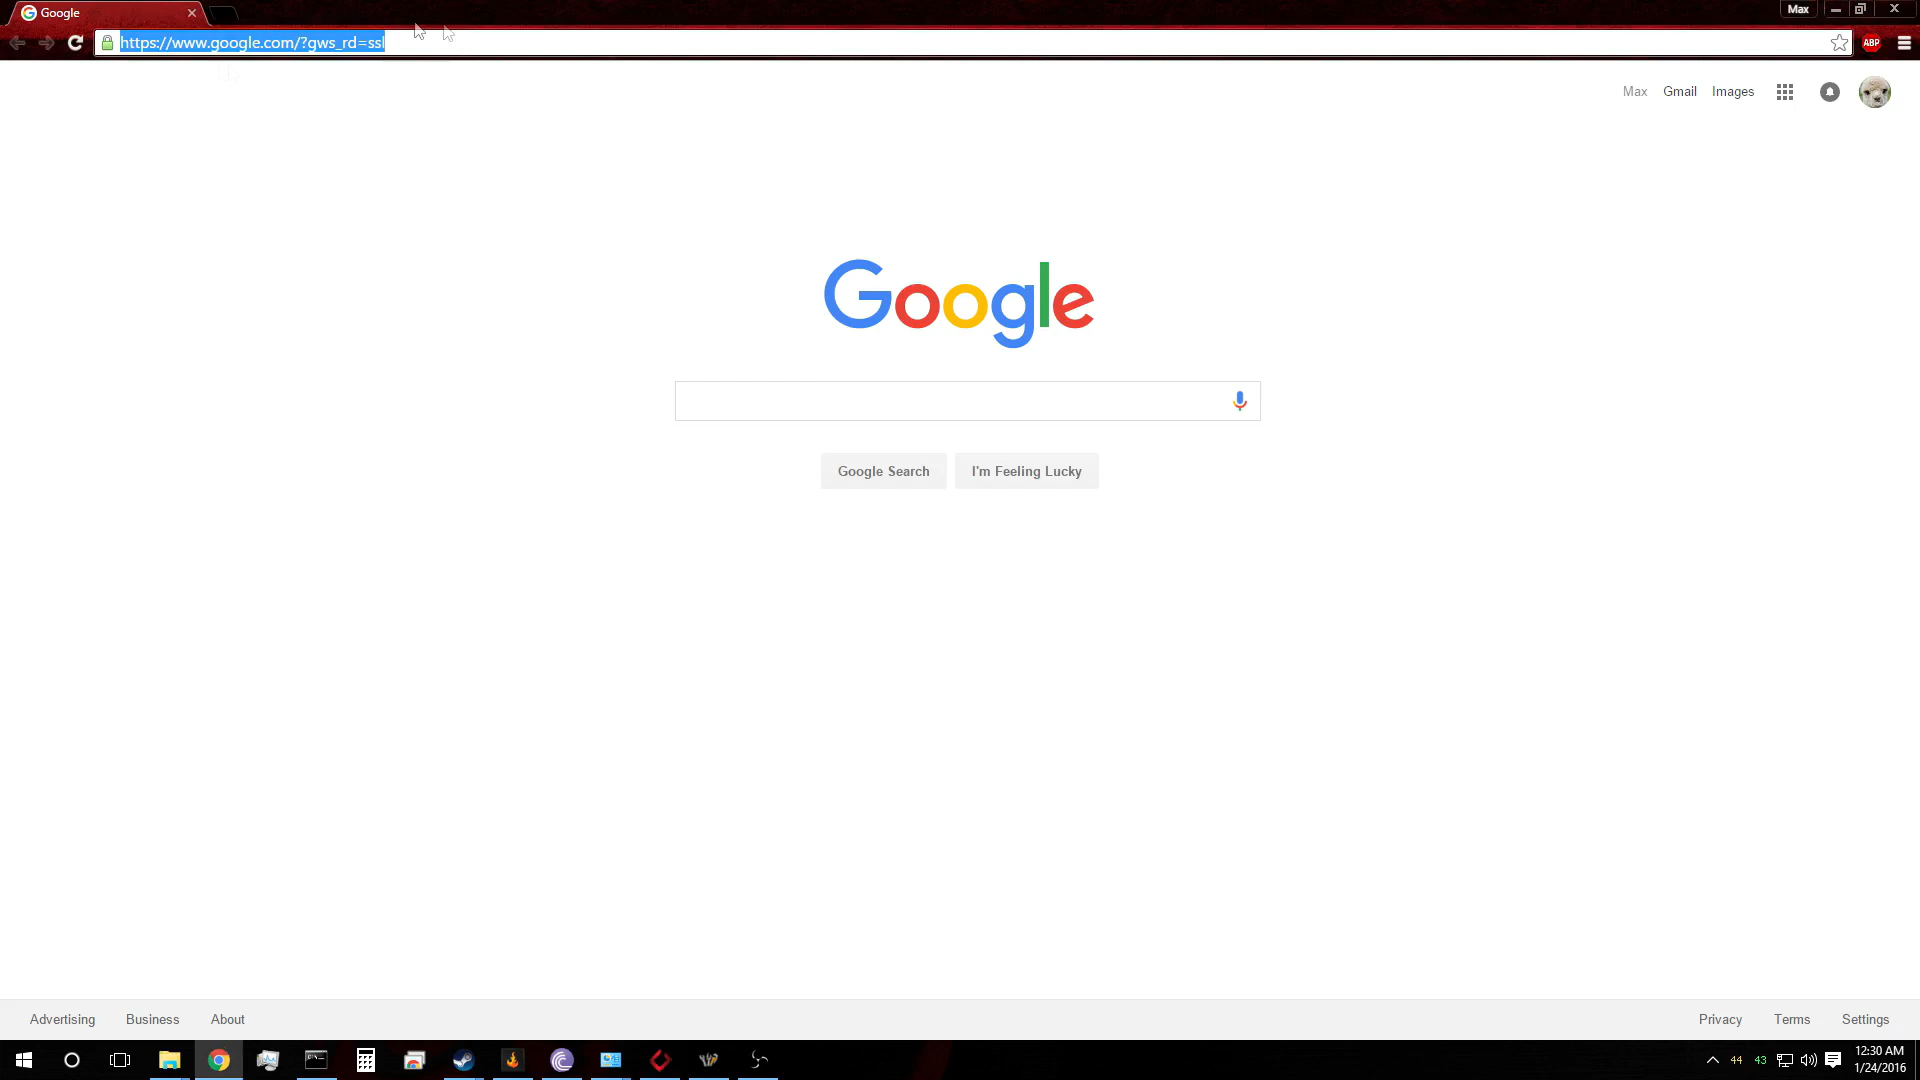 Google
Max
https://www.google.com/?gws_rd=ssl
ABP
Max Gmail Images
Google
Google Search I'm Feeling Lucky
Advertising Business About Privacy Terms Settings
44 43 12:30 AM
1/24/2016